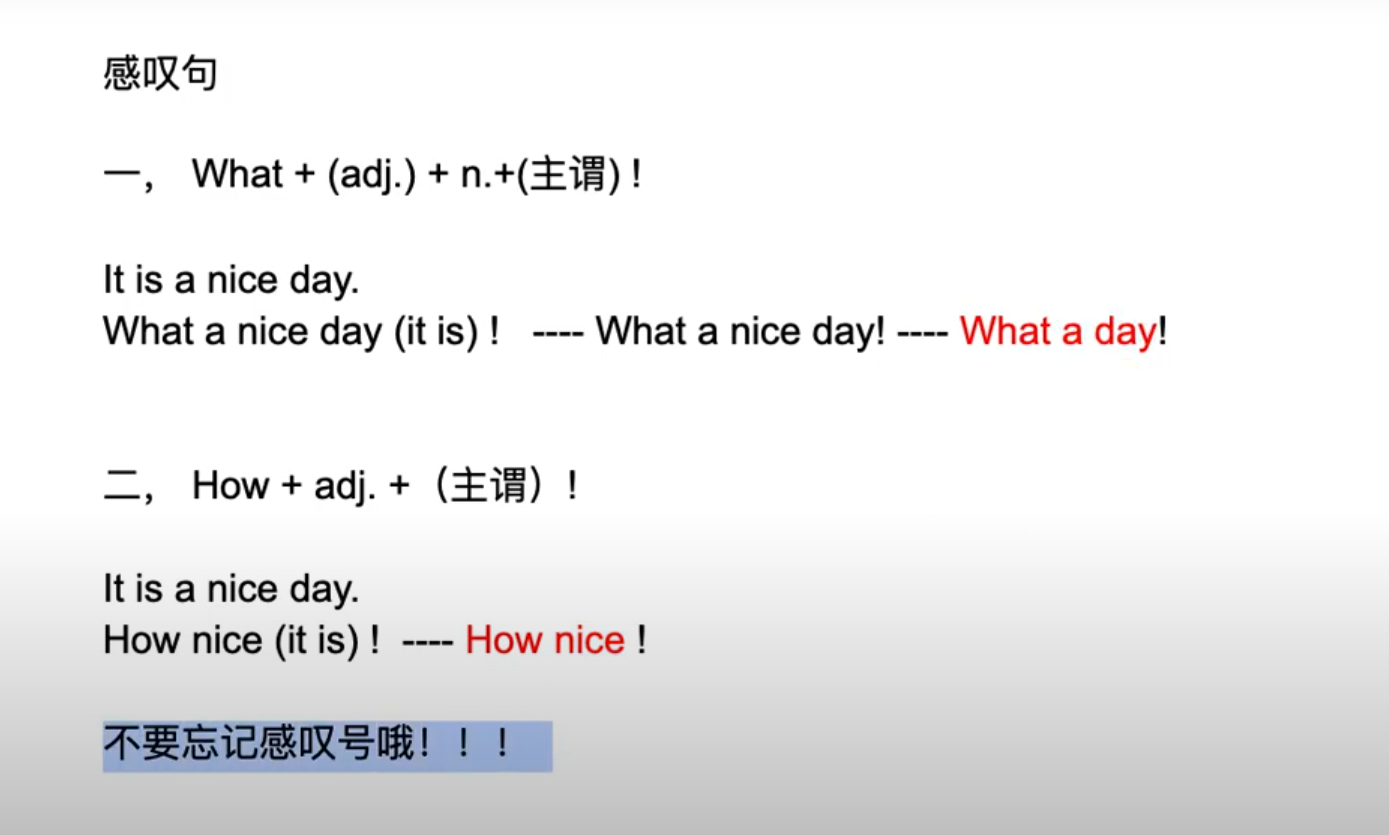 感叹句
一， What + (adj.) + n.+(主谓) !
It is a nice day.
What a nice day (it is) ! ---- What a nice day! ---- What a day!
二， How + adj. +（主谓）!
It is a nice day.
How nice (it is) ! ---- How nice !
不要忘记感叹号哦！！！